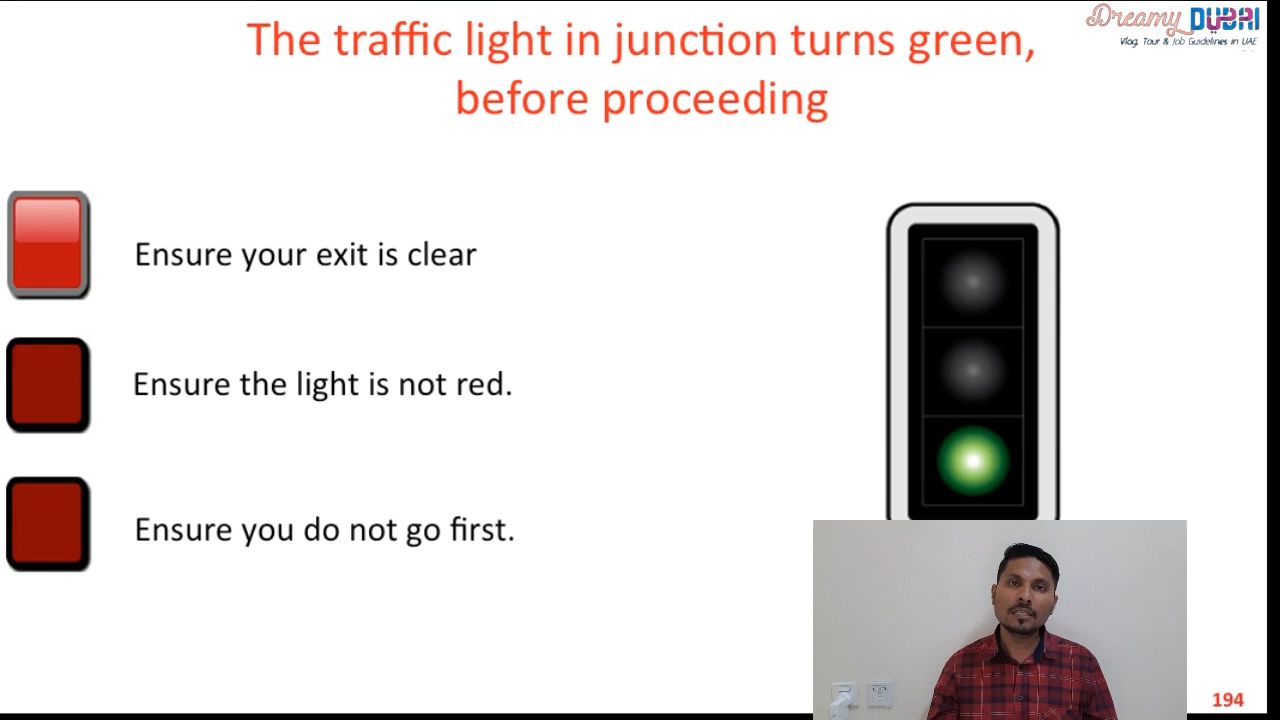 Dreamy DUBAI
Vlog, Tour & Job Guidelines in UAE
The traffic light in junction turns green,
before proceeding
Ensure your exit is clear
Ensure the light is not red.
Ensure you do not go first.
194